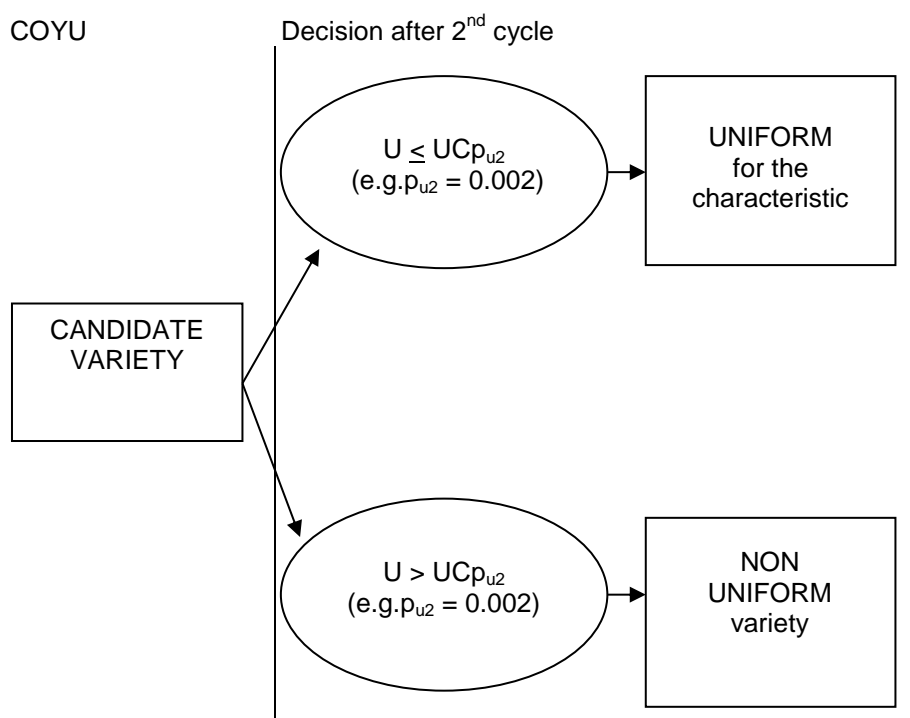 COYU
Decision after 2nd cycle
U ≤ UCpu2
(e.g.pu2 = 0.002)
UNIFORM
for the
characteristic
CANDIDATE
VARIETY
U > UCpu2
(e.g.pu2 = 0.002)
NON
UNIFORM
variety